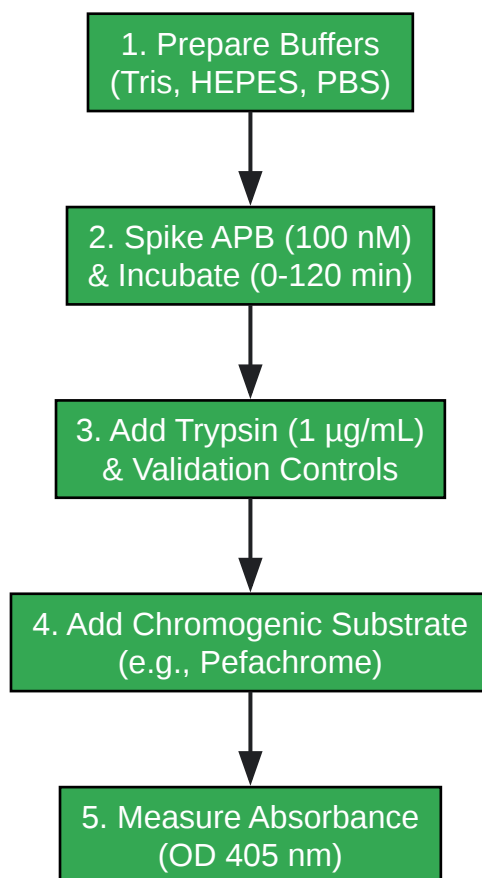 1. Prepare Buffers
(Tris, HEPES, PBS)
2. Spike APB (100 nM)
& Incubate (0-120 min)
3. Add Trypsin (1 µg/mL)
& Validation Controls
4. Add Chromogenic Substrate
(e.g., Pefachrome)
5. Measure Absorbance
(OD 405 nm)